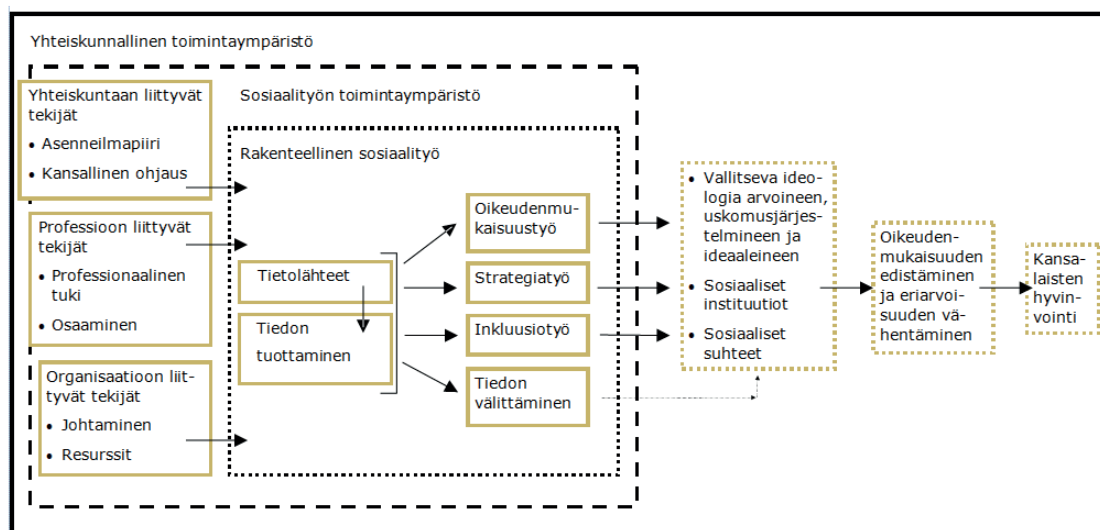 Yhteiskunnallinen toimintaympäristö
Yhteiskuntaan liittyvät
tekijät
• Asenneilmapiiri
• Kansallinen ohjaus
Professioon liittyvät
tekijät
• Professionaalinen
tuki
• Osaaminen
Organisaatioon liit-
tyvät tekijät
• Johtaminen
• Resurssit
Sosiaalityön toimintaympäristö
Rakenteellinen sosiaalityö
Tietolähteet
Tiedon
tuottaminen
Oikeudenmu-
kaisuustyö
Strategiatyö
Inkluusiotyö
Tiedon
välittäminen
• Vallitseva ideo-
logia arvoineen,
uskomusjärjes-
telmineen ja
ideaaleineen
• Sosiaaliset
instituutiot
• Sosiaaliset
suhteet
Oikeuden-
mukaisuuden
edistäminen
ja eriarvoi-
suuden vä-
hentäminen
Kansa-
laisten
hyvin-
vointi